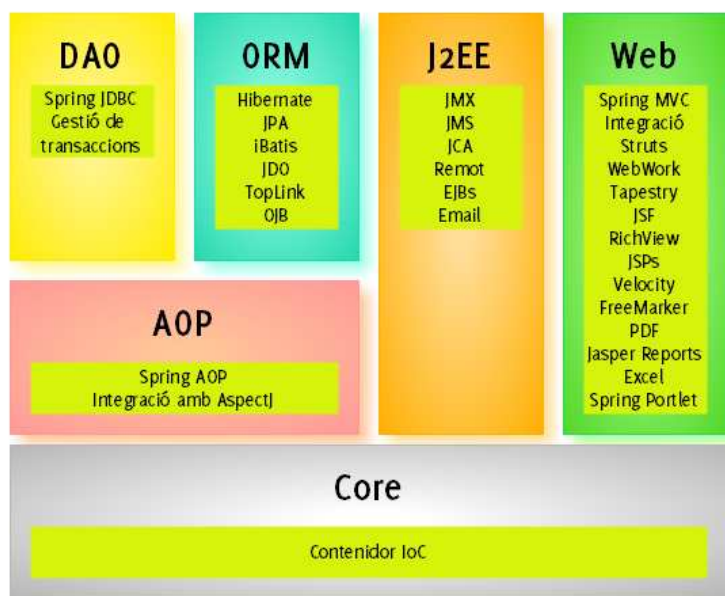 DAO
Spring JDBC
Gestió de
transaccions
ORM
Hibernate
JPA
iBatis
JDO
TopLink
OJB
J2EE
JMX
JMS
JCA
Remot
EJBs
Email
Web
Spring MVC
Integració
Struts
WebWork
Tapestry
JSF
RichView
JSPs
Velocity
FreeMarker
PDF
Jasper Reports
Excel
Spring Portlet
AOP
Spring AOP
Integració amb AspectJ
Core
Contenidor IoC